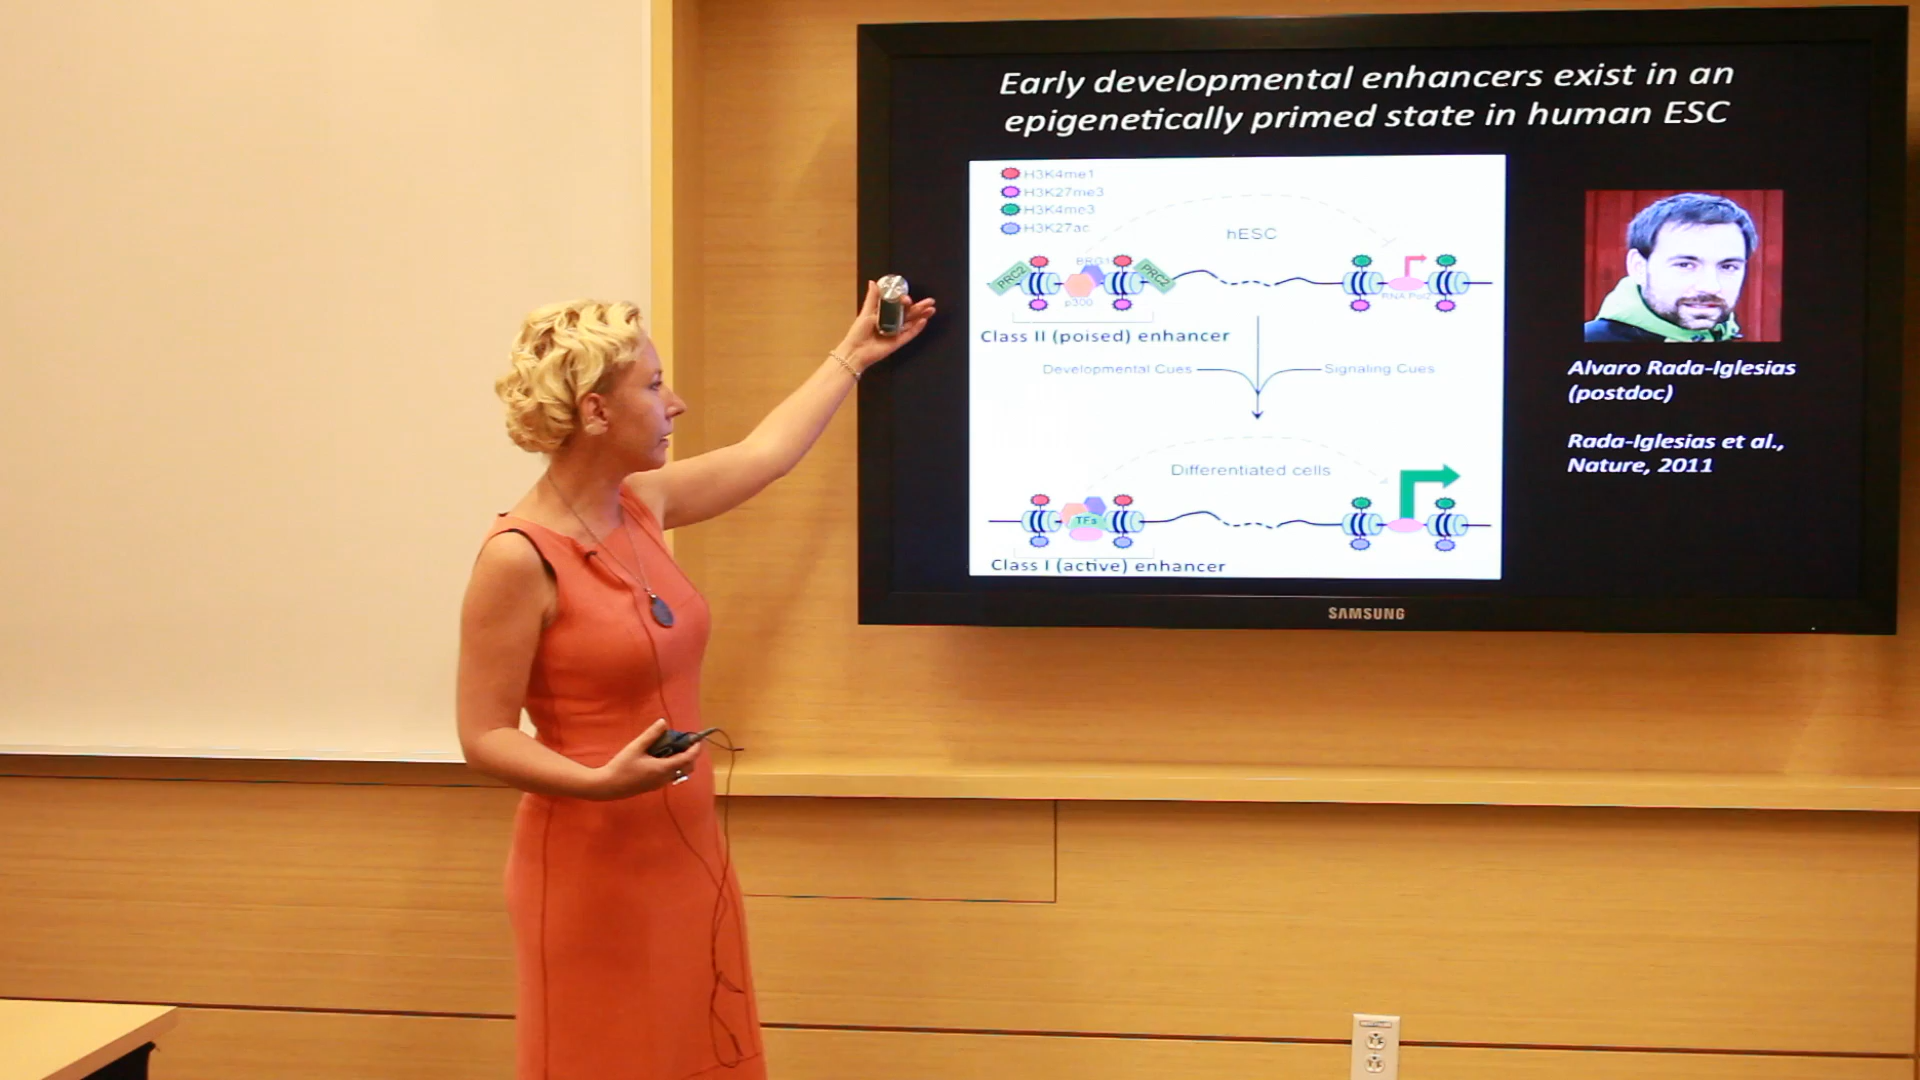 Early developmental enhancers exist in an
epigenetically primed state in human ESC
H3K4me1
H3K27me3
H3K4me3
H3K27ac
hESC
PRC2
BRG1
PRC2
p300
RNA Pol2
Class II (poised) enhancer
Developmental Cues
Signaling Cues
Differentiated cells
TFs
Class I (active) enhancer
Alvaro Rada-Iglesias
(postdoc)
Rada-Iglesias et al.,
Nature, 2011
SAMSUNG